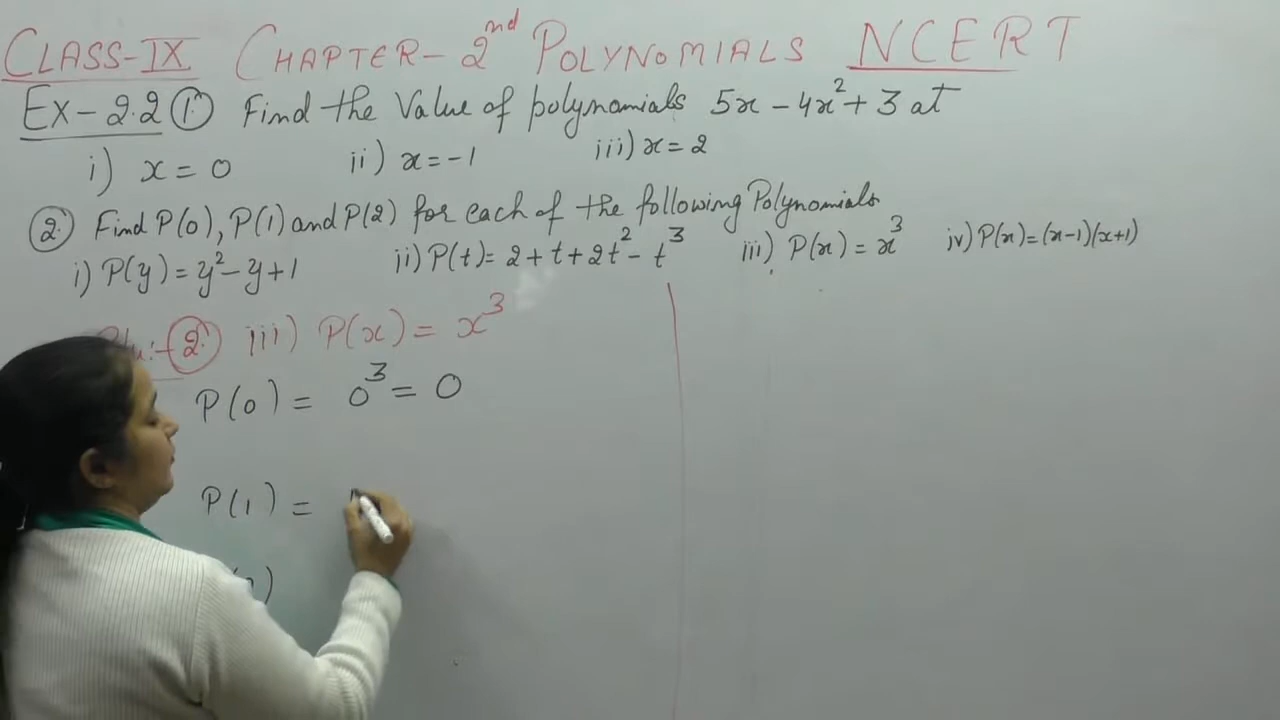 CLASS-IX CHAPTER-2nd POLYNOMIALS NCERT
Ex-2.2 1. Find the Value of polynomials 5x - 4x² + 3 at
i) x = 0 ii) x = -1 iii) x = 2
2. Find P(0), P(1) and P(2) for each of the following Polynomials
i) P(y) = y² - y + 1 ii) P(t) = 2 + t + 2t² - t³ iii) P(x) = x³ iv) P(x) = (x-1)(x+1)
2. iii) P(x) = x³
P(0) = 0³ = 0
P(1) =